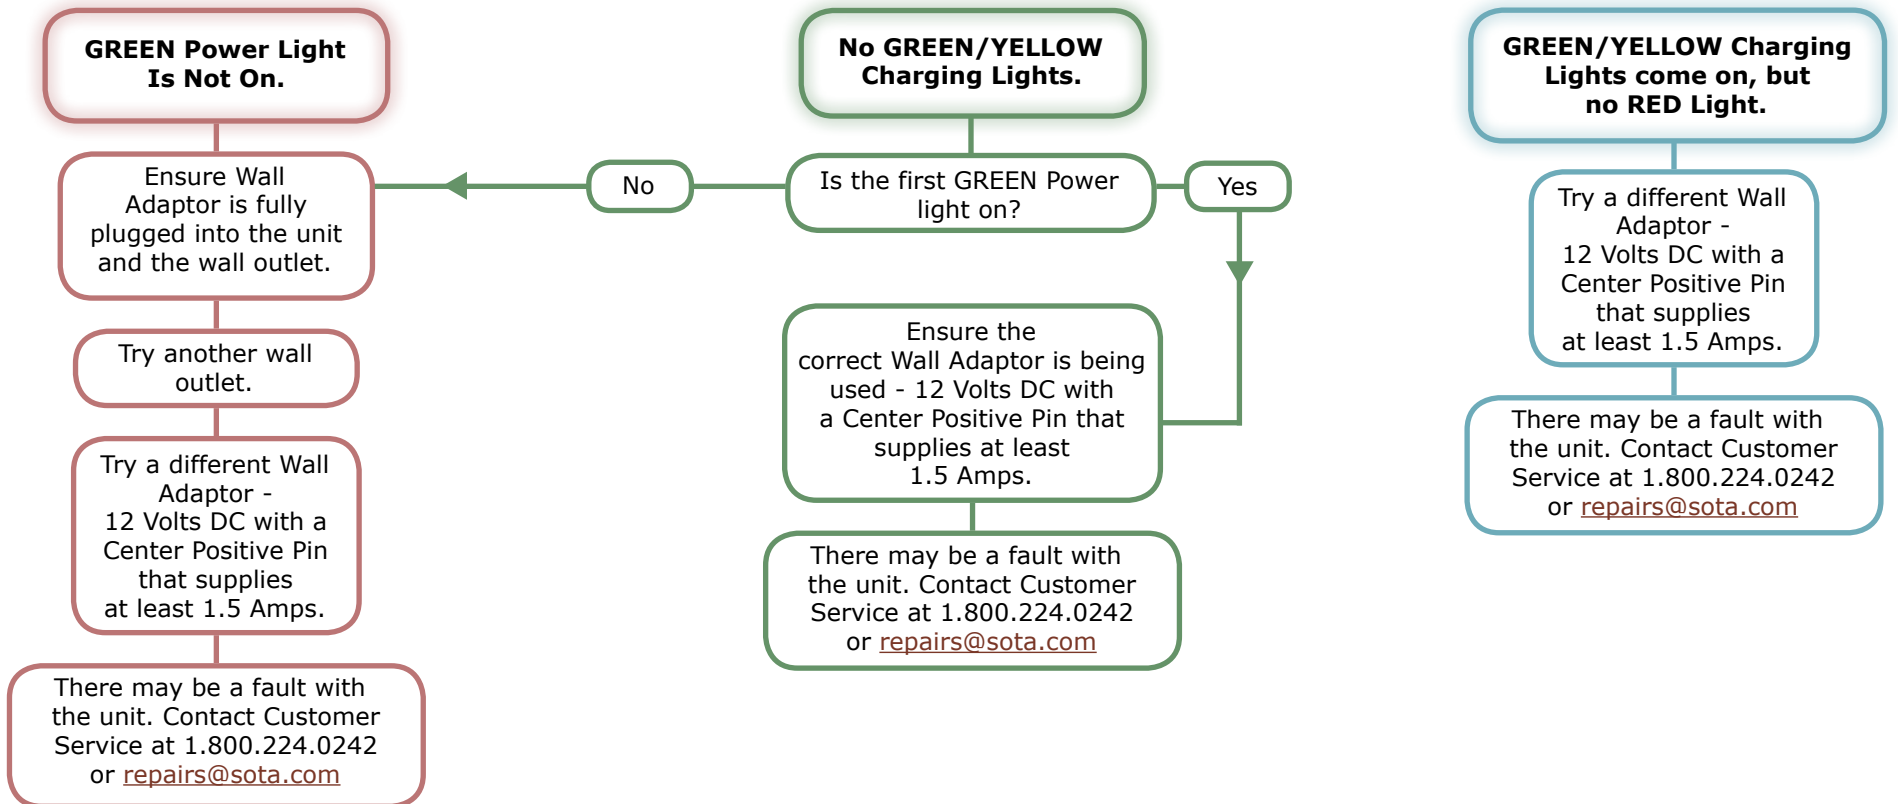 GREEN Power Light
Is Not On.
Ensure Wall
Adaptor is fully
plugged into the unit
and the wall outlet.
Try another wall
outlet.
Try a different Wall
Adaptor -
12 Volts DC with a
Center Positive Pin
that supplies
at least 1.5 Amps.
There may be a fault with
the unit. Contact Customer
Service at 1.800.224.0242
or repairs@sota.com
No GREEN/YELLOW
Charging Lights.
No
Is the first GREEN Power
light on?
Yes
Ensure the
correct Wall Adaptor is being
used - 12 Volts DC with
a Center Positive Pin that
supplies at least
1.5 Amps.
There may be a fault with
the unit. Contact Customer
Service at 1.800.224.0242
or repairs@sota.com
GREEN/YELLOW Charging
Lights come on, but
no RED Light.
Try a different Wall
Adaptor -
12 Volts DC with a
Center Positive Pin
that supplies
at least 1.5 Amps.
There may be a fault with
the unit. Contact Customer
Service at 1.800.224.0242
or repairs@sota.com